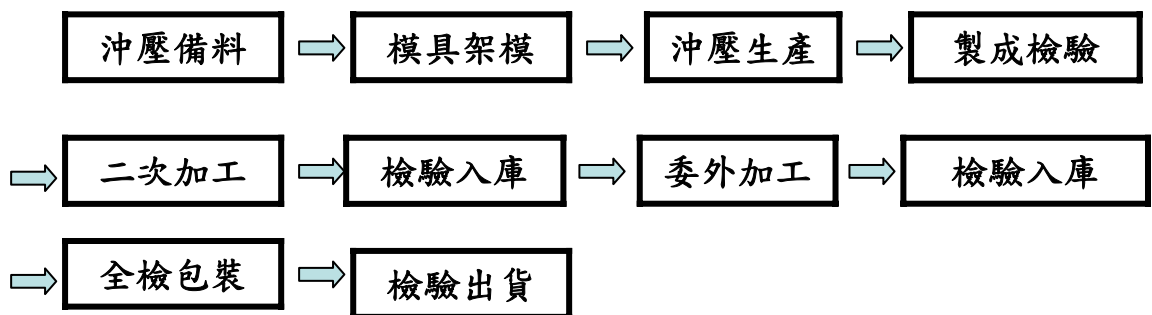 沖壓備料 模具架模 沖壓生產 製成檢驗
二次加工 檢驗入庫 委外加工 檢驗入庫
全檢包裝 檢驗出貨